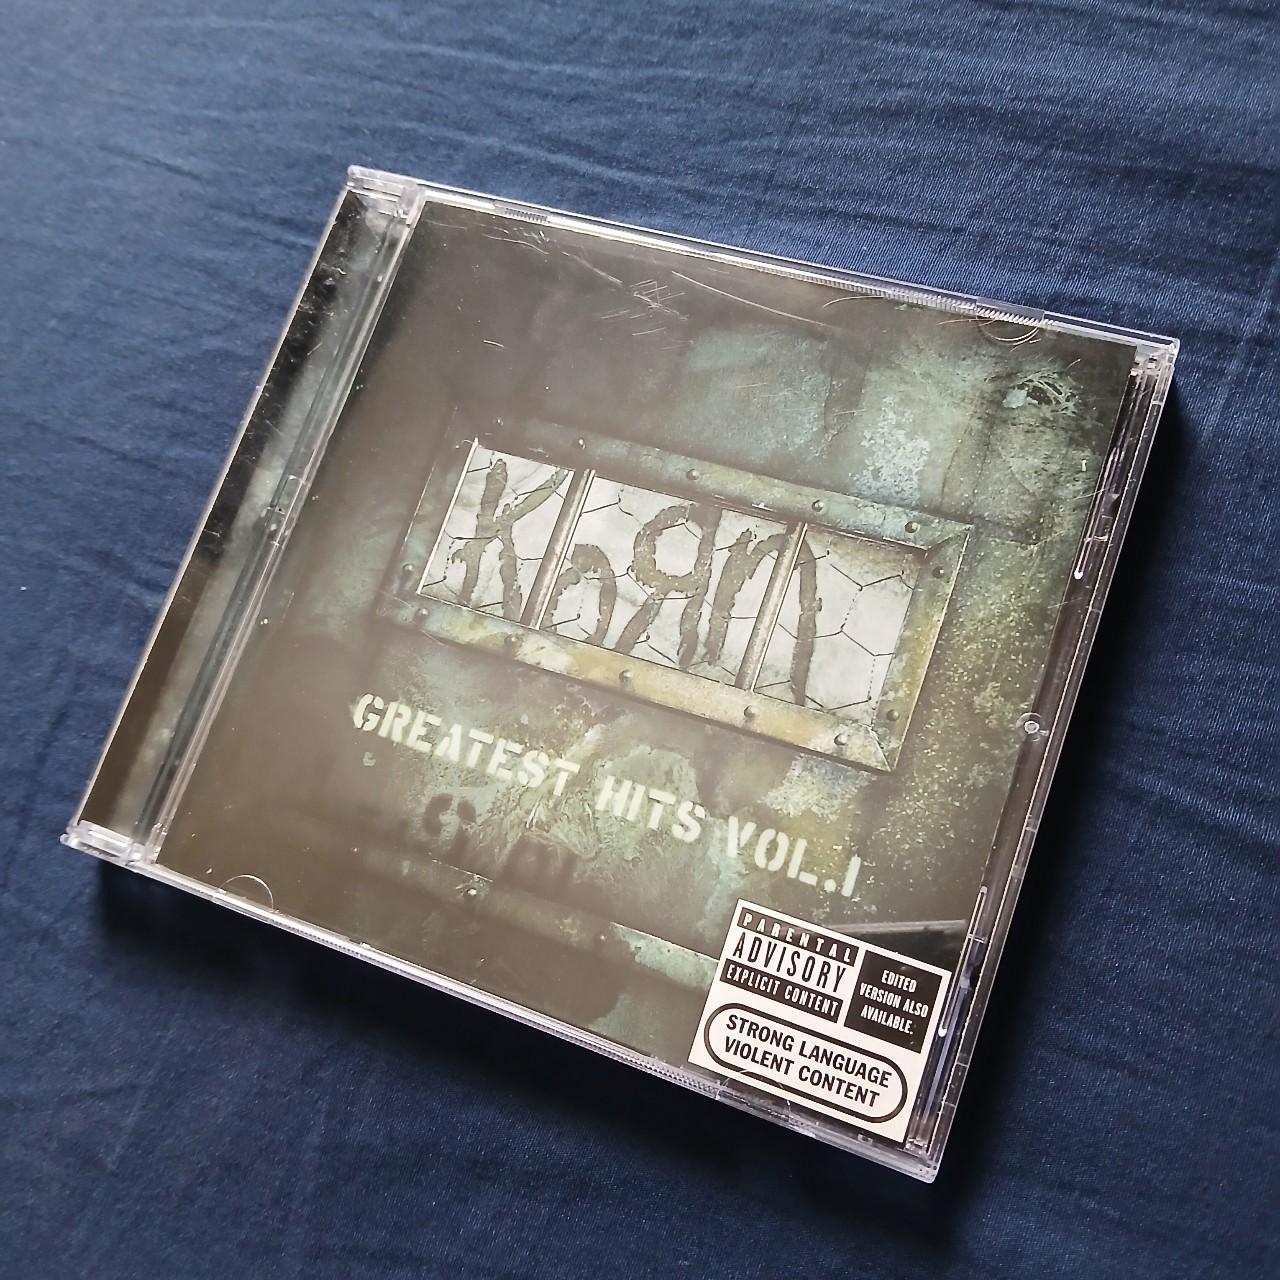 KoЯn
GREATEST HITS VOL.1
PARENTAL
ADVISORY
EXPLICIT CONTENT
EDITED
VERSION ALSO
AVAILABLE.
STRONG LANGUAGE
VIOLENT CONTENT